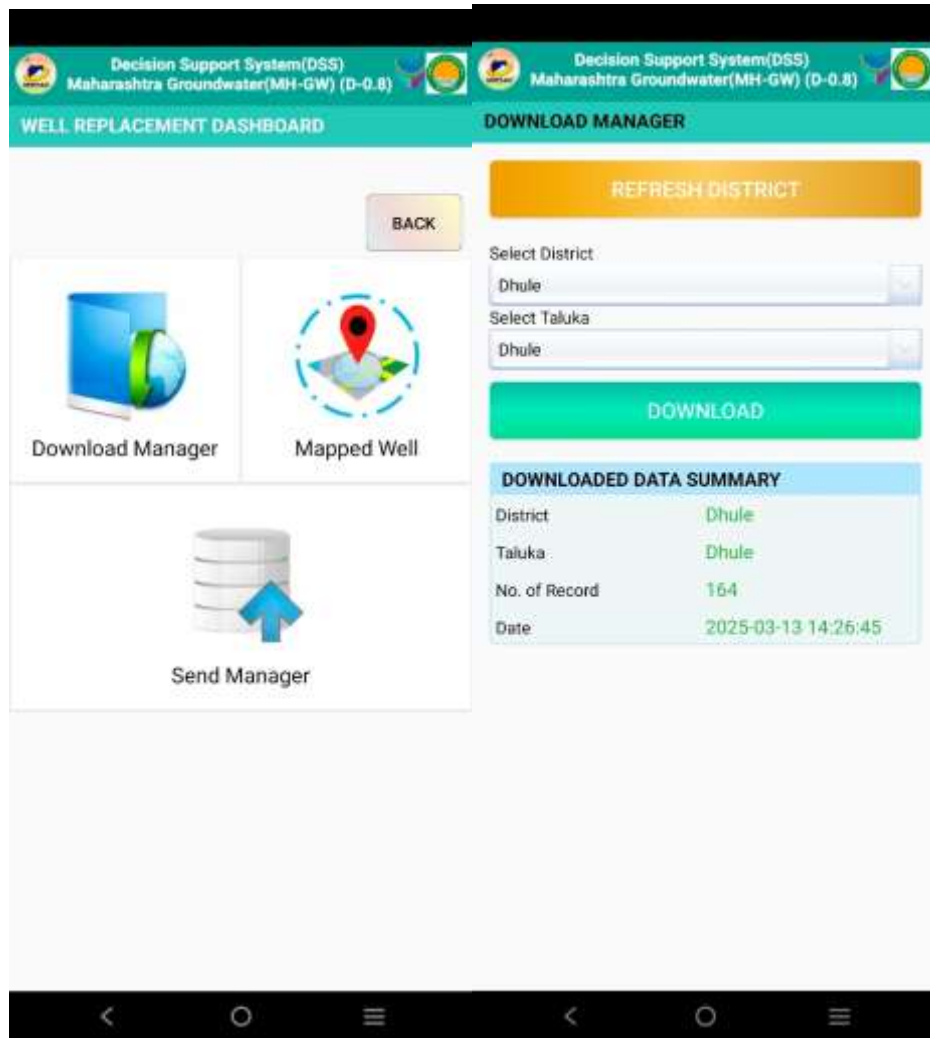 Decision Support System(DSS)
Maharashtra Groundwater(MH-GW) (D-0.8)
WELL REPLACEMENT DASHBOARD
BACK
Download Manager
Mapped Well
Send Manager
Decision Support System(DSS)
Maharashtra Groundwater(MH-GW) (D-0.8)
DOWNLOAD MANAGER
REFRESH DISTRICT
Select District
Dhule
Select Taluka
Dhule
DOWNLOAD
DOWNLOADED DATA SUMMARY
District Dhule
Taluka Dhule
No. of Record 164
Date 2025-03-13 14:26:45